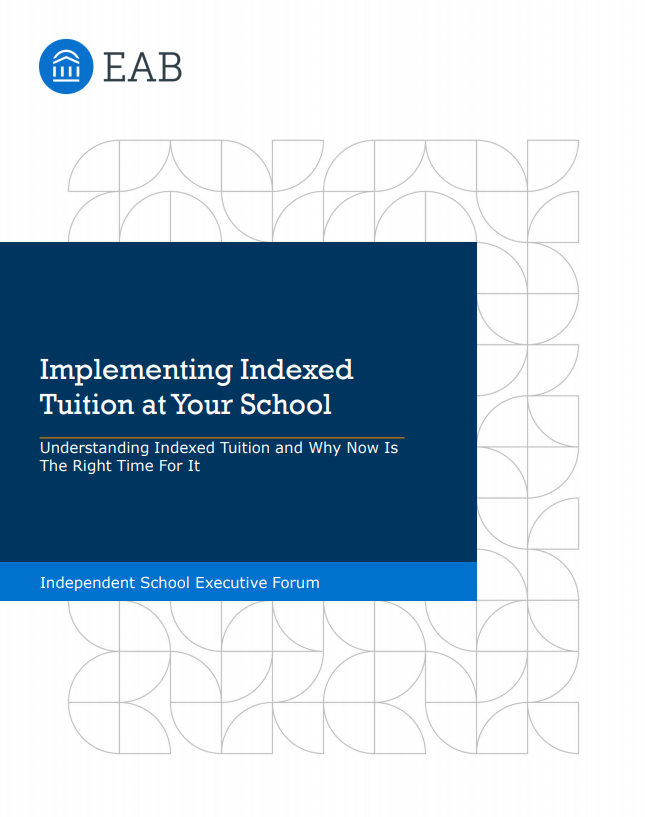 EAB
Implementing Indexed
Tuition at Your School
Understanding Indexed Tuition and Why Now Is
The Right Time For It
Independent School Executive Forum